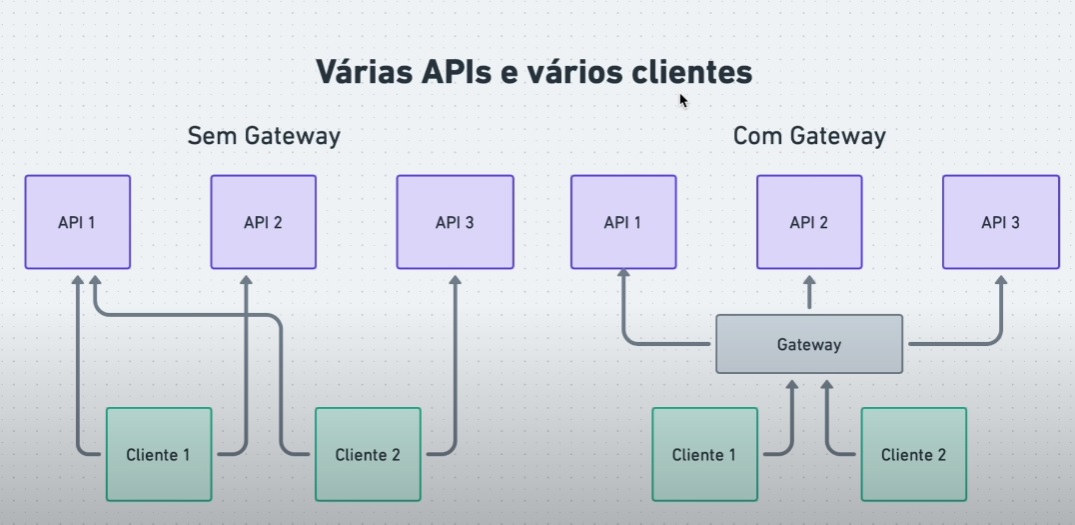 Várias APIs e vários clientes
Sem Gateway
Com Gateway
API 1
API 2
API 3
API 1
API 2
API 3
Gateway
Cliente 1
Cliente 2
Cliente 1
Cliente 2